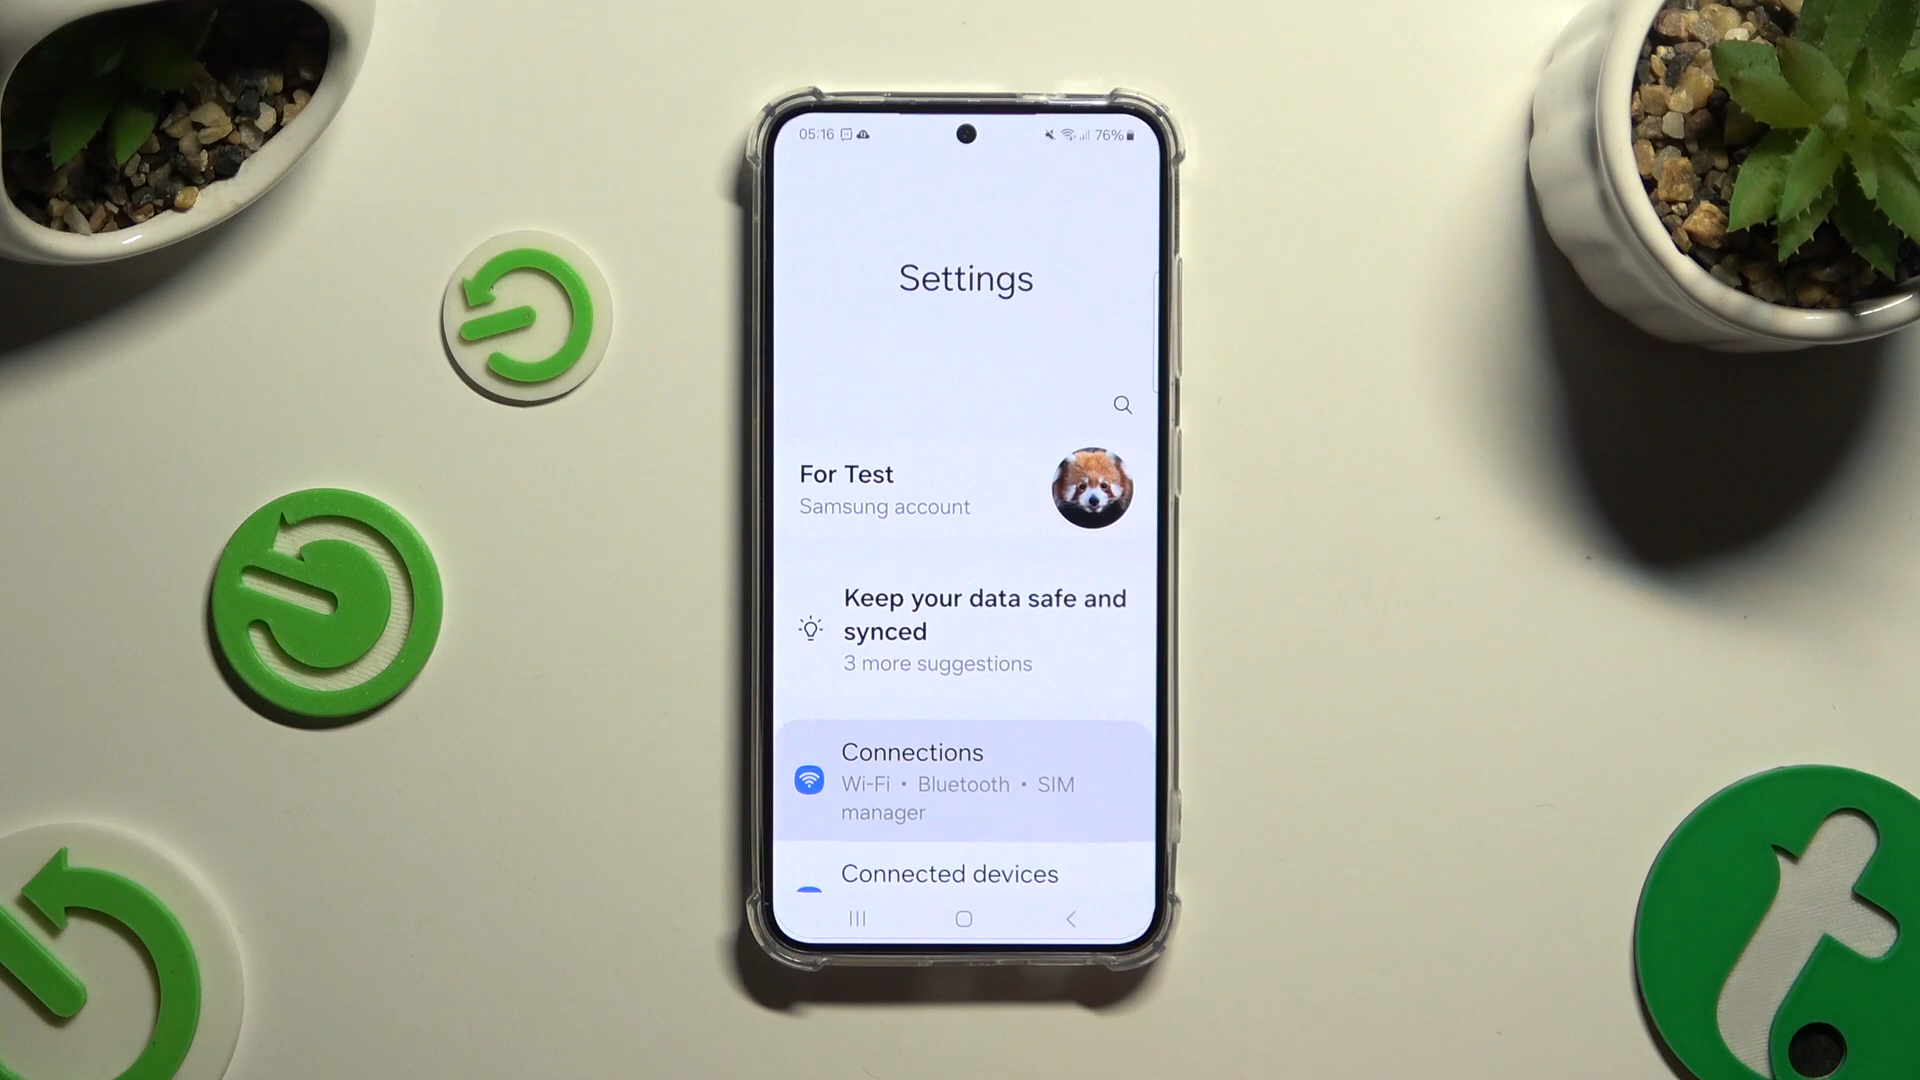 05:16
76%
Settings
For Test
Samsung account
Keep your data safe and
synced
3 more suggestions
Connections
Wi-Fi • Bluetooth • SIM
manager
Connected devices